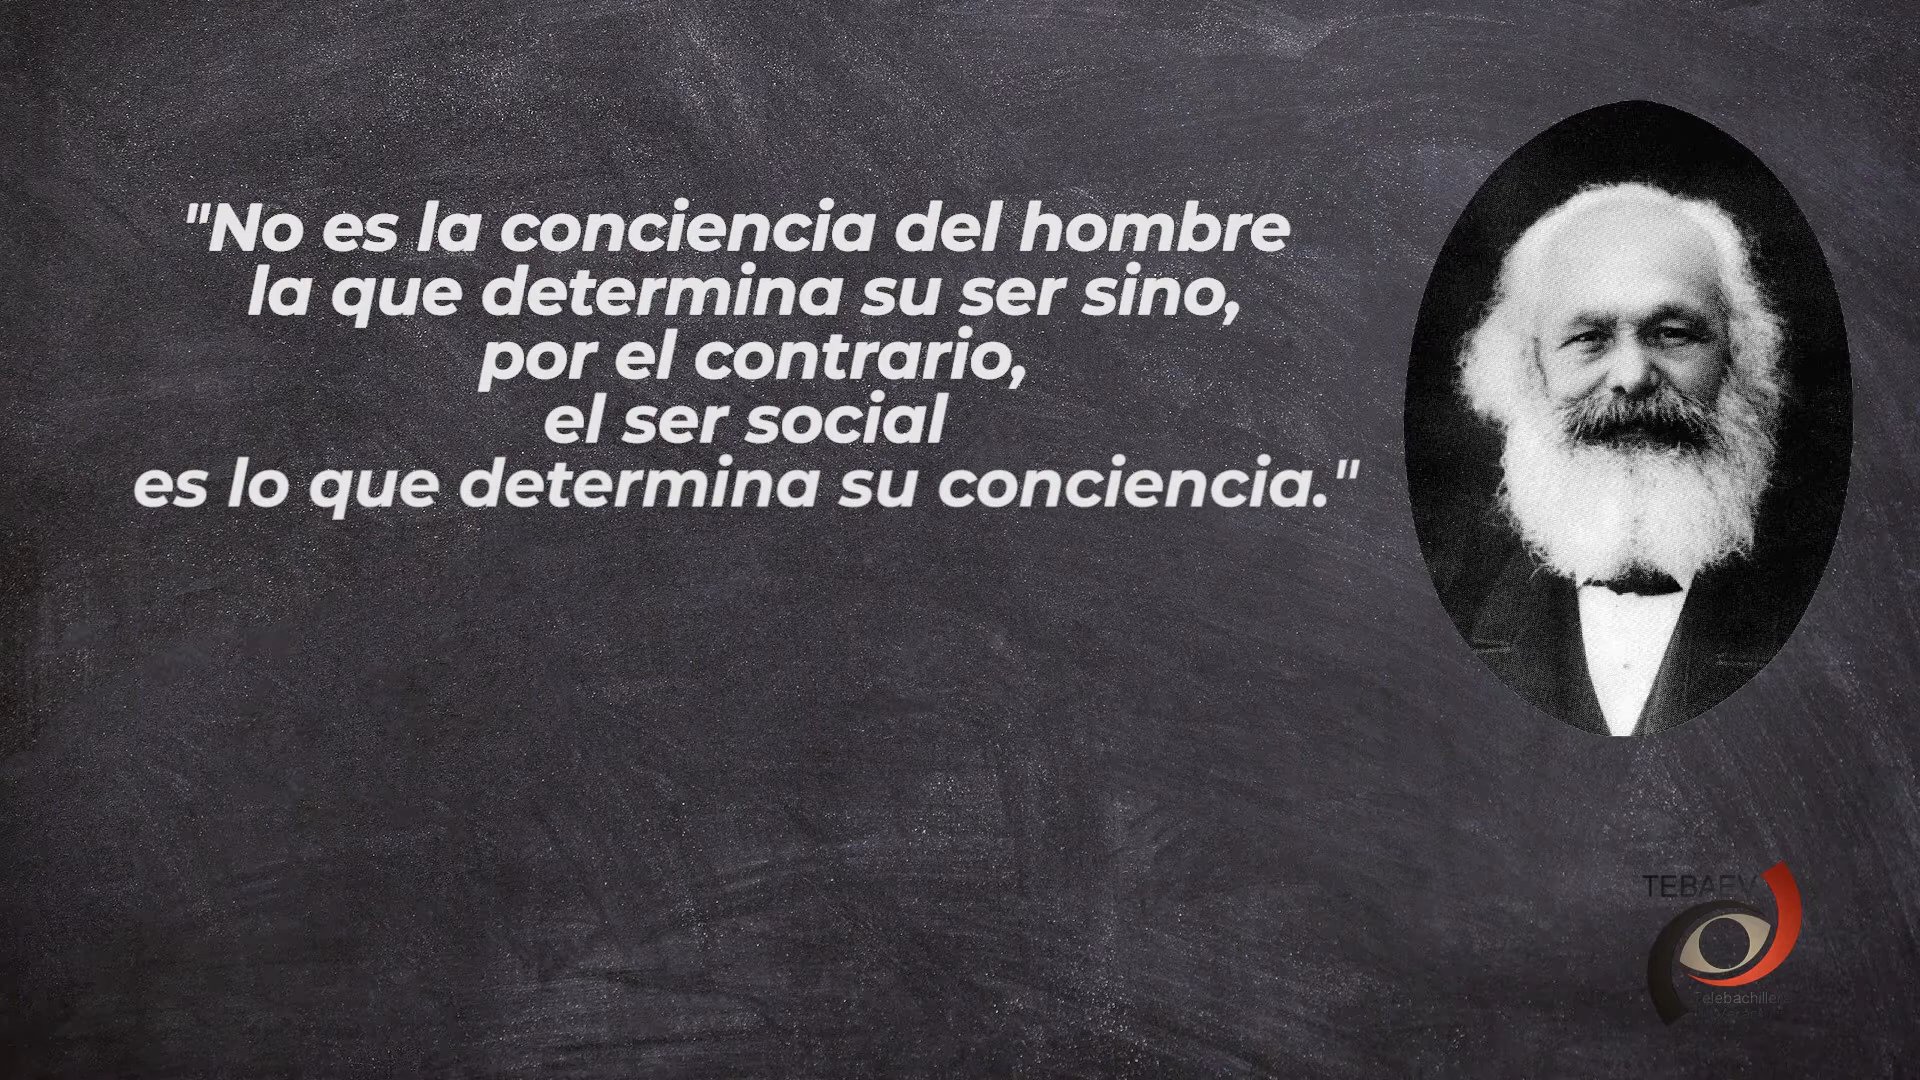 "No es la conciencia del hombre
la que determina su ser sino,
por el contrario,
el ser social
es lo que determina su conciencia."
TEBAEV